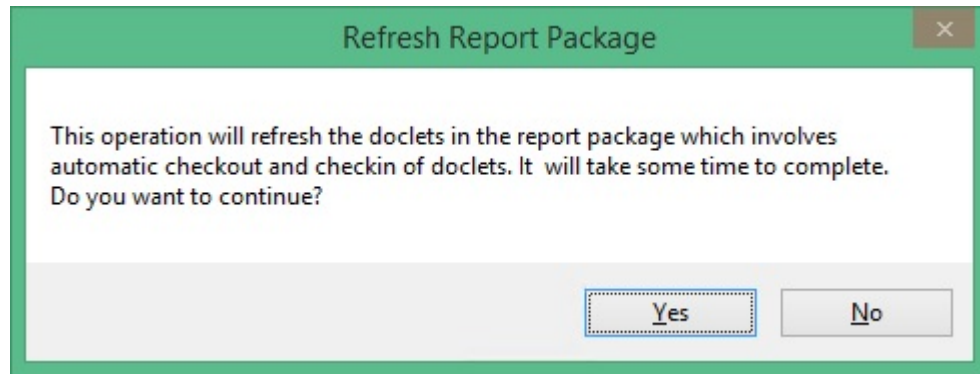 Refresh Report Package
This operation will refresh the doclets in the report package which involves
automatic checkout and checkin of doclets. It  will take some time to complete.
Do you want to continue?
Yes No